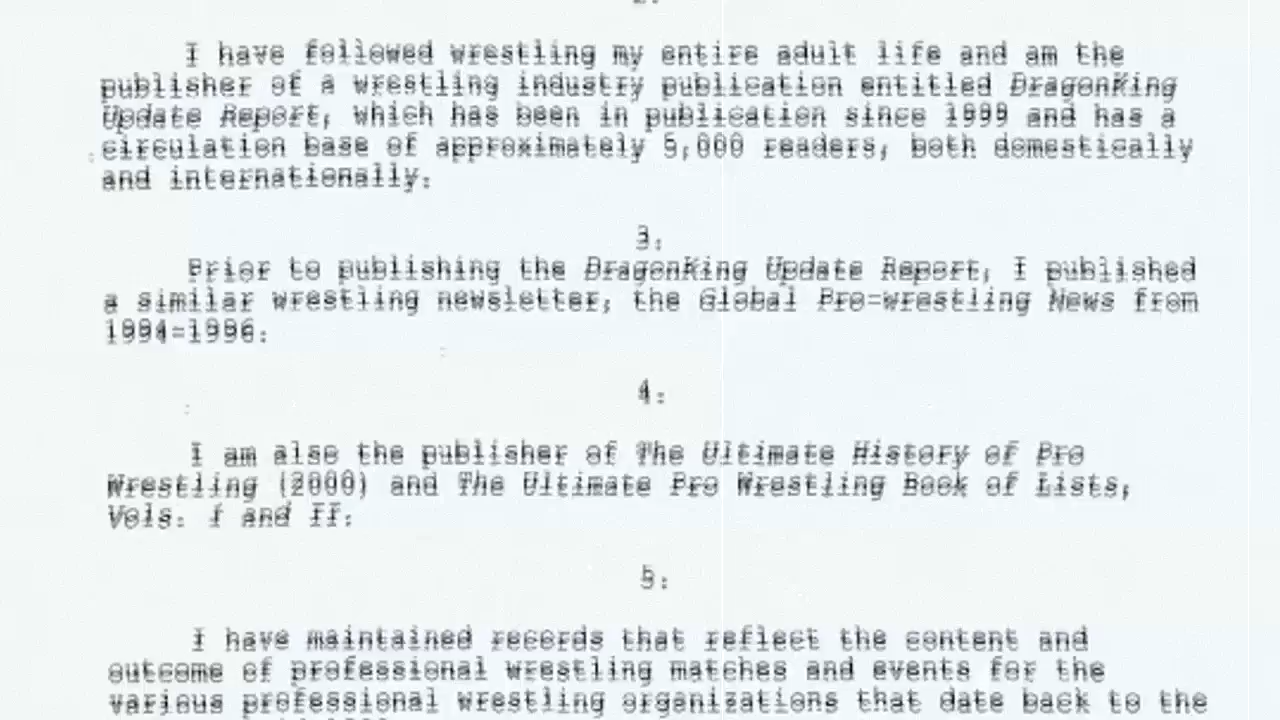 2.
I have followed wrestling my entire adult life and am the
publisher of a wrestling industry publication entitled DragonKing
Update Report, which has been in publication since 1999 and has a
circulation base of approximately 5,000 readers, both domestically
and internationally.
3.
Prior to publishing the DragonKing Update Report, I published
a similar wrestling newsletter, the Global Pro-wrestling News from
1994-1996.
4.
I am also the publisher of The Ultimate History of Pro
Wrestling (2000) and The Ultimate Pro Wrestling Book of Lists,
Vols. I and II.
5.
I have maintained records that reflect the content and
outcome of professional wrestling matches and events for the
various professional wrestling organizations that date back to the